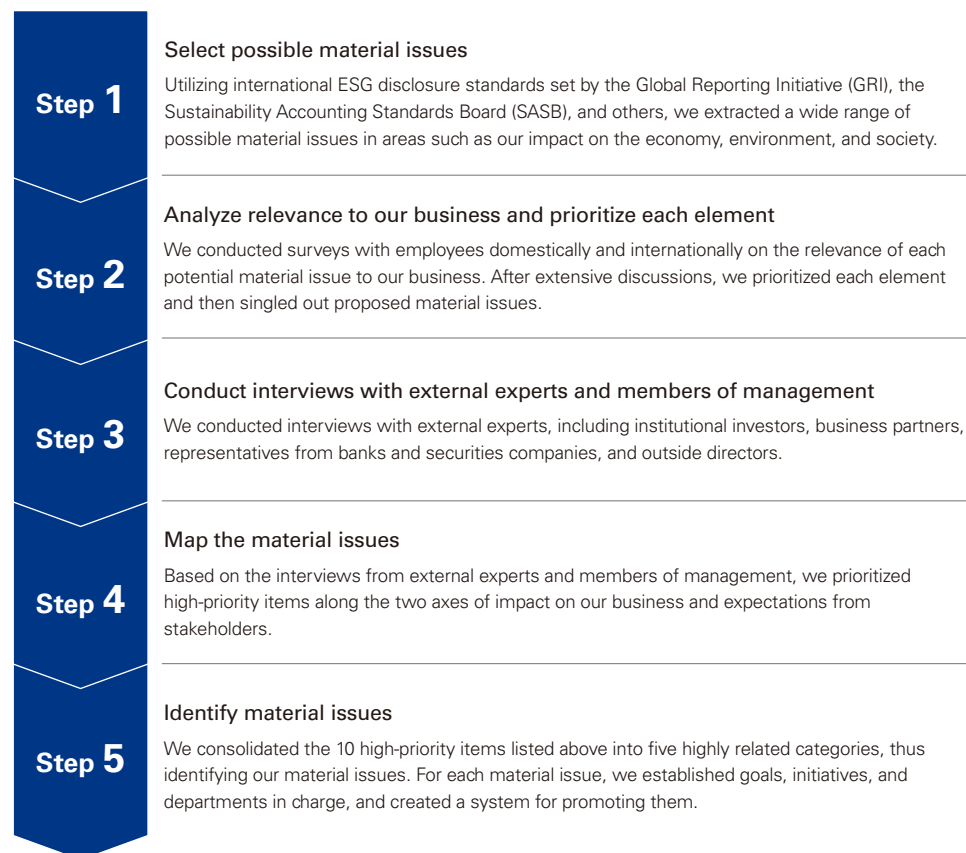 Step 1
Select possible material issues
Utilizing international ESG disclosure standards set by the Global Reporting Initiative (GRI), the
Sustainability Accounting Standards Board (SASB), and others, we extracted a wide range of
possible material issues in areas such as our impact on the economy, environment, and society.
Step 2
Analyze relevance to our business and prioritize each element
We conducted surveys with employees domestically and internationally on the relevance of each
potential material issue to our business. After extensive discussions, we prioritized each element
and then singled out proposed material issues.
Step 3
Conduct interviews with external experts and members of management
We conducted interviews with external experts, including institutional investors, business partners,
representatives from banks and securities companies, and outside directors.
Step 4
Map the material issues
Based on the interviews from external experts and members of management, we prioritized
high-priority items along the two axes of impact on our business and expectations from
stakeholders.
Step 5
Identify material issues
We consolidated the 10 high-priority items listed above into five highly related categories, thus
identifying our material issues. For each material issue, we established goals, initiatives, and
departments in charge, and created a system for promoting them.